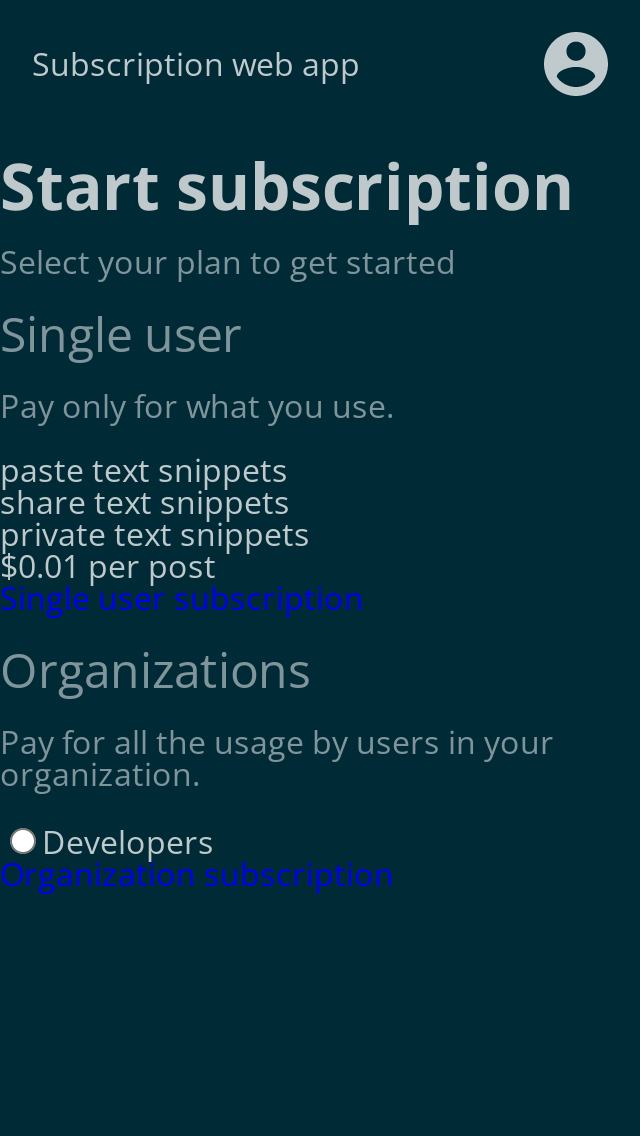 Subscription web app
Start subscription
Select your plan to get started
Single user
Pay only for what you use.
paste text snippets
share text snippets
private text snippets
$0.01 per post
Single user subscription
Organizations
Pay for all the usage by users in your
organization.
Developers
Organization subscription